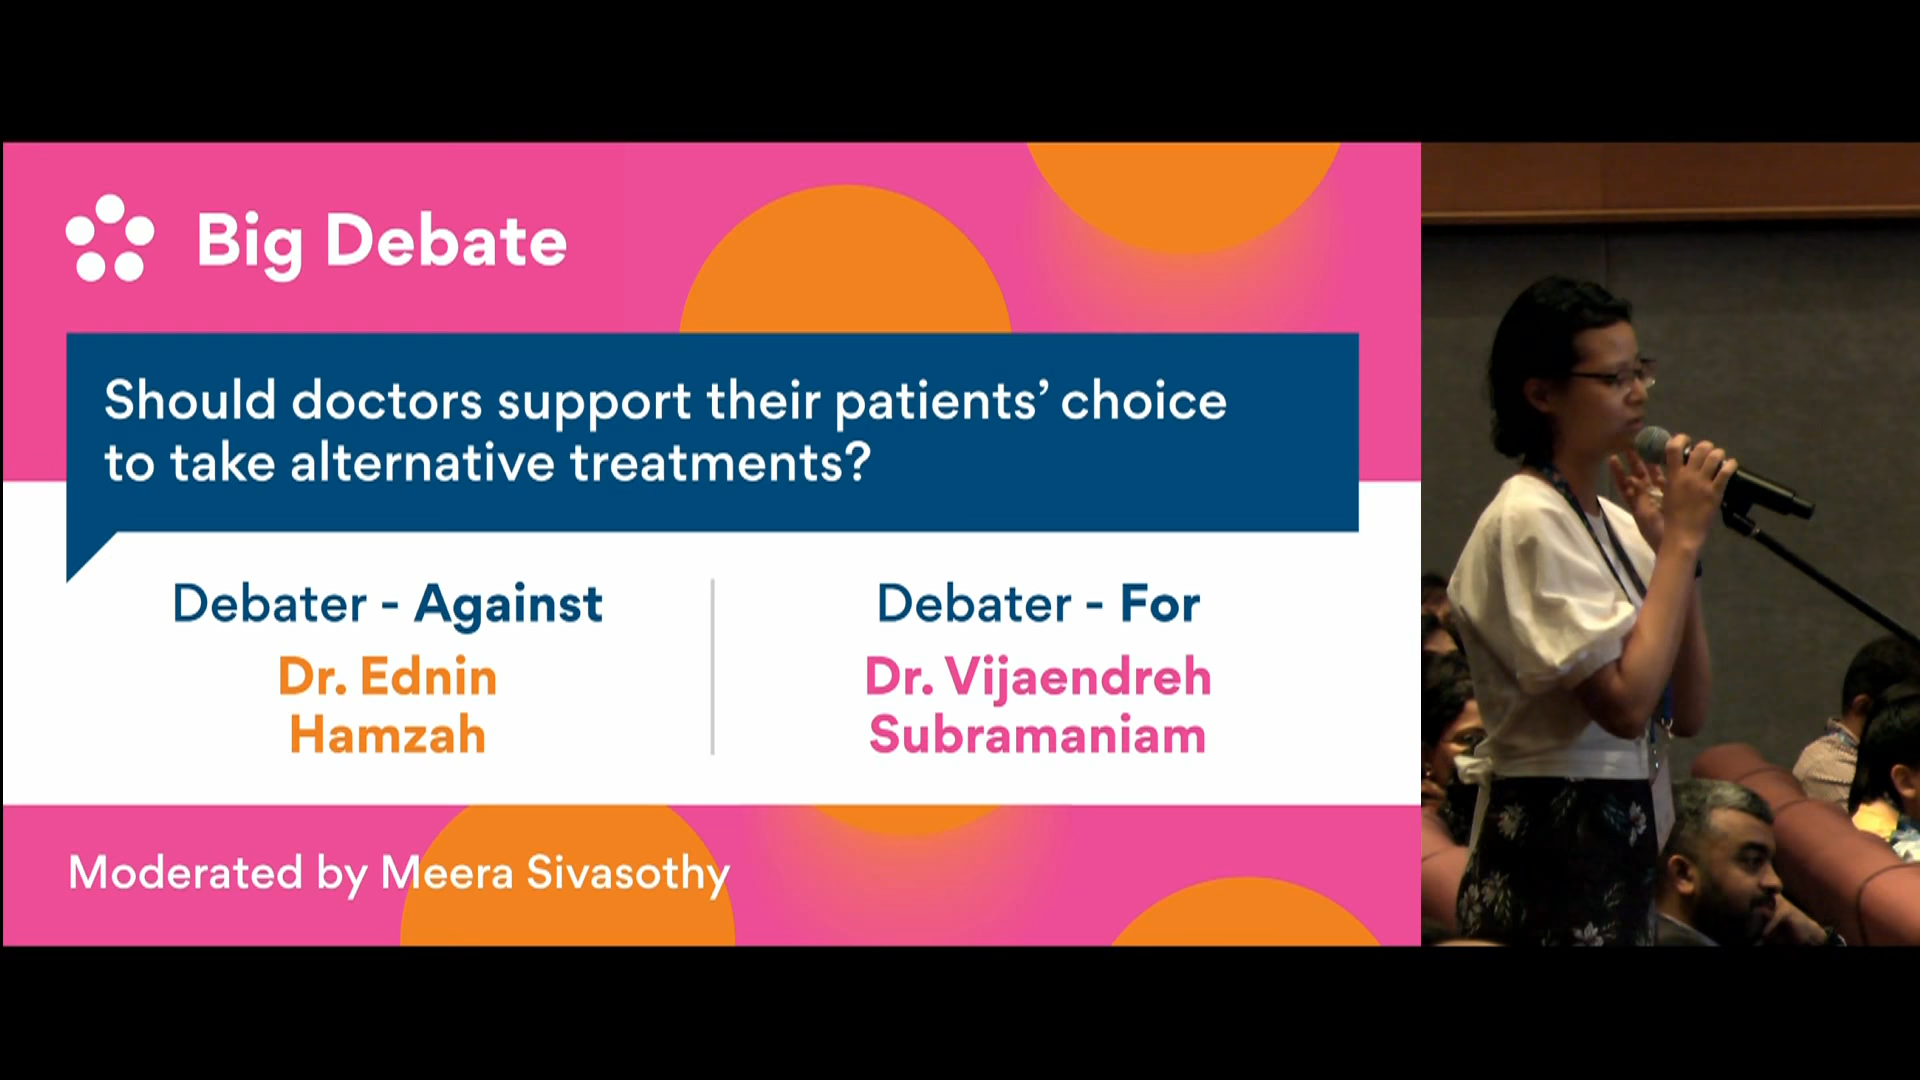 Big Debate
Should doctors support their patients’ choice
to take alternative treatments?
Debater - Against
Dr. Ednin
Hamzah
Debater - For
Dr. Vijaendreh
Subramaniam
Moderated by Meera Sivasothy